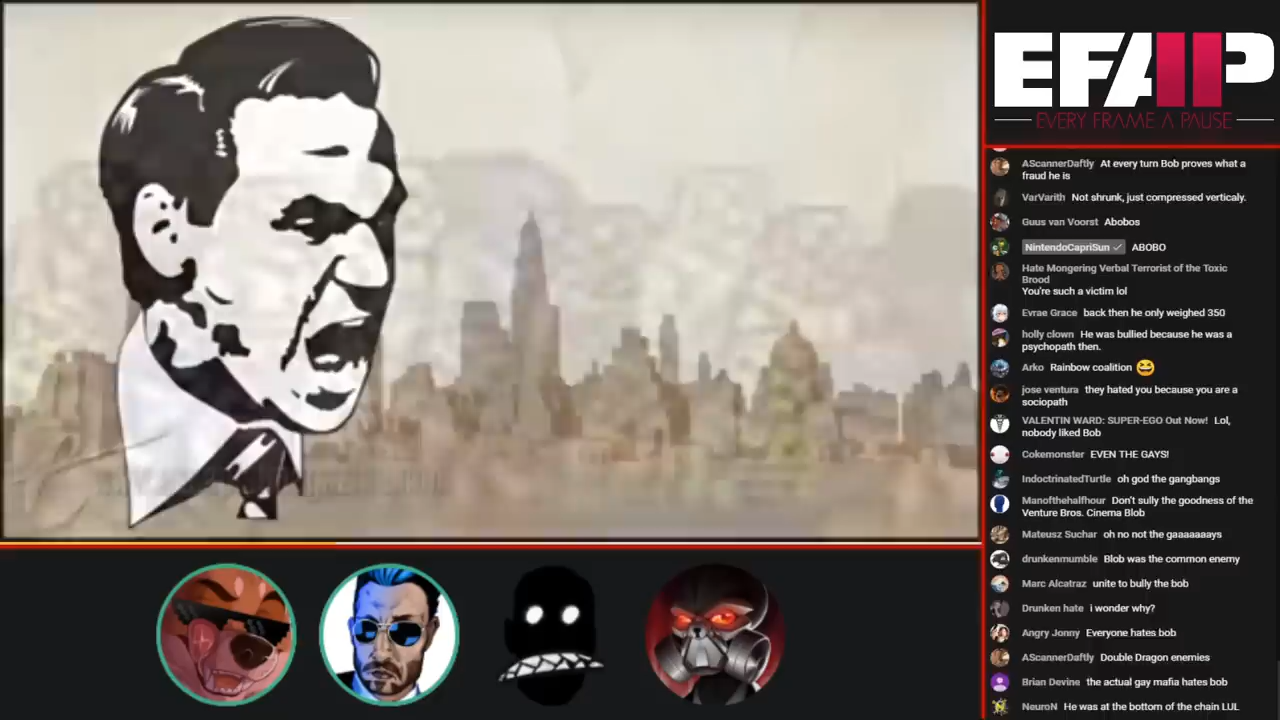 EFAP
EVERY FRAME A PAUSE
AScannerDaftly At every turn Bob proves what a
fraud he is
VarVarith Not shrunk, just compressed verticaly.
Guus van Voorst Abobos
NintendoCapriSun ABOBO
Hate Mongering Verbal Terrorist of the Toxic
Brood
You're such a victim lol
Evrae Grace back then he only weighed 350
holly clown He was bullied because he was a
psychopath then.
Arko Rainbow coalition 😆
jose ventura they hated you because you are a
sociopath
VALENTIN WARD: SUPER-EGO Out Now! Lol,
nobody liked Bob
Cokemonster EVEN THE GAYS!
IndoctrinatedTurtle oh god the gangbangs
Manofthehalfhour Don't sully the goodness of the
Venture Bros. Cinema Blob
Mateusz Suchar oh no not the gaaaaaaays
drunkenmumble Blob was the common enemy
Marc Alcatraz unite to bully the bob
Drunken hate i wonder why?
Angry Jonny Everyone hates bob
AScannerDaftly Double Dragon enemies
Brian Devine the actual gay mafia hates bob
NeuroN He was at the bottom of the chain LUL